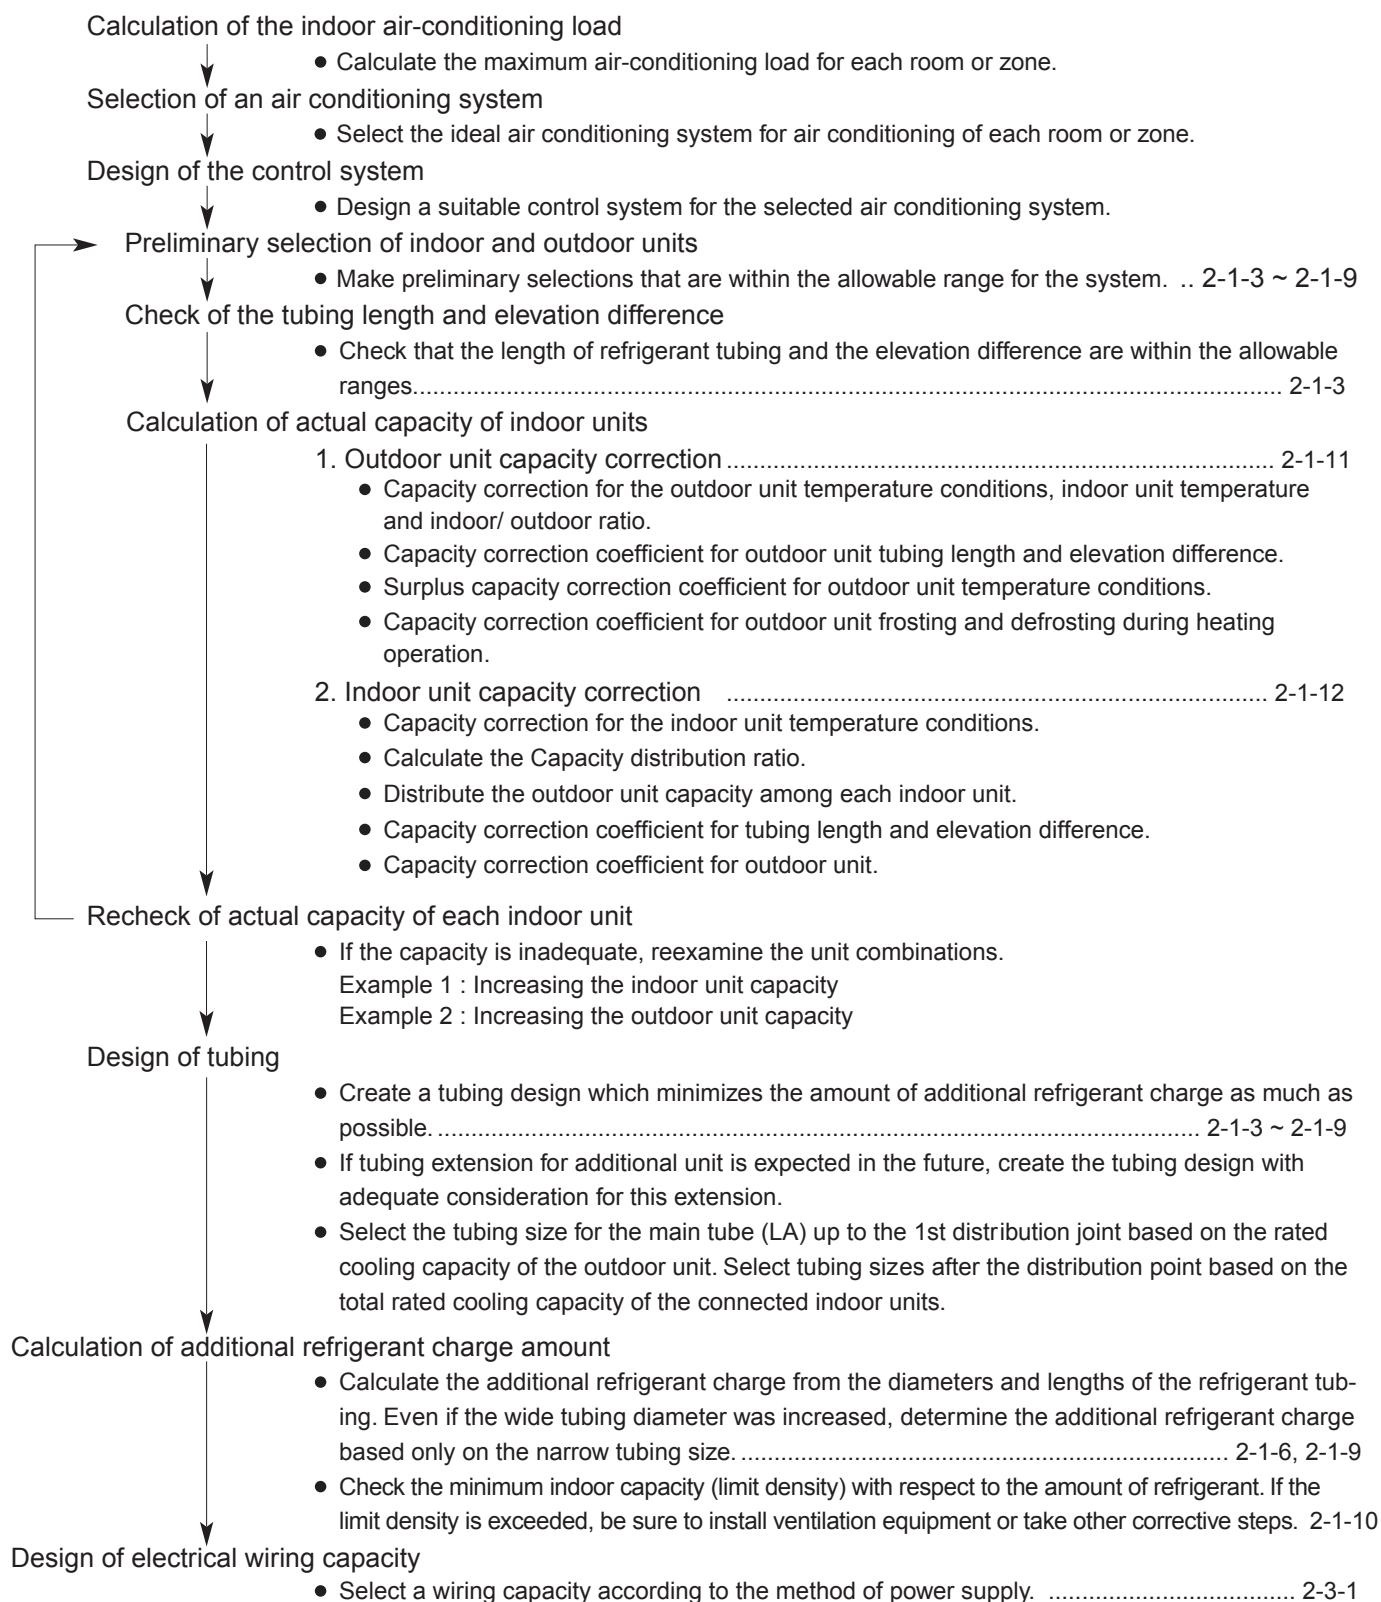 Calculation of the indoor air-conditioning load
● Calculate the maximum air-conditioning load for each room or zone.
Selection of an air conditioning system
● Select the ideal air conditioning system for air conditioning of each room or zone.
Design of the control system
● Design a suitable control system for the selected air conditioning system.
Preliminary selection of indoor and outdoor units
● Make preliminary selections that are within the allowable range for the system. .. 2-1-3 ~ 2-1-9
Check of the tubing length and elevation difference
● Check that the length of refrigerant tubing and the elevation difference are within the allowable
ranges................................................................................................................................ 2-1-3
Calculation of actual capacity of indoor units
1. Outdoor unit capacity correction ................................................................................ 2-1-11
● Capacity correction for the outdoor unit temperature conditions, indoor unit temperature
and indoor/ outdoor ratio.
● Capacity correction coefficient for outdoor unit tubing length and elevation difference.
● Surplus capacity correction coefficient for outdoor unit temperature conditions.
● Capacity correction coefficient for outdoor unit frosting and defrosting during heating
operation.
2. Indoor unit capacity correction ................................................................................ 2-1-12
● Capacity correction for the indoor unit temperature conditions.
● Calculate the Capacity distribution ratio.
● Distribute the outdoor unit capacity among each indoor unit.
● Capacity correction coefficient for tubing length and elevation difference.
● Capacity correction coefficient for outdoor unit.
Recheck of actual capacity of each indoor unit
● If the capacity is inadequate, reexamine the unit combinations.
Example 1 : Increasing the indoor unit capacity
Example 2 : Increasing the outdoor unit capacity
Design of tubing
● Create a tubing design which minimizes the amount of additional refrigerant charge as much as
possible. ................................................................................................................ 2-1-3 ~ 2-1-9
● If tubing extension for additional unit is expected in the future, create the tubing design with
adequate consideration for this extension.
● Select the tubing size for the main tube (LA) up to the 1st distribution joint based on the rated
cooling capacity of the outdoor unit. Select tubing sizes after the distribution point based on the
total rated cooling capacity of the connected indoor units.
Calculation of additional refrigerant charge amount
● Calculate the additional refrigerant charge from the diameters and lengths of the refrigerant tub-
ing. Even if the wide tubing diameter was increased, determine the additional refrigerant charge
based only on the narrow tubing size. ....................................................................... 2-1-6, 2-1-9
● Check the minimum indoor capacity (limit density) with respect to the amount of refrigerant. If the
limit density is exceeded, be sure to install ventilation equipment or take other corrective steps. 2-1-10
Design of electrical wiring capacity
● Select a wiring capacity according to the method of power supply. .................................... 2-3-1